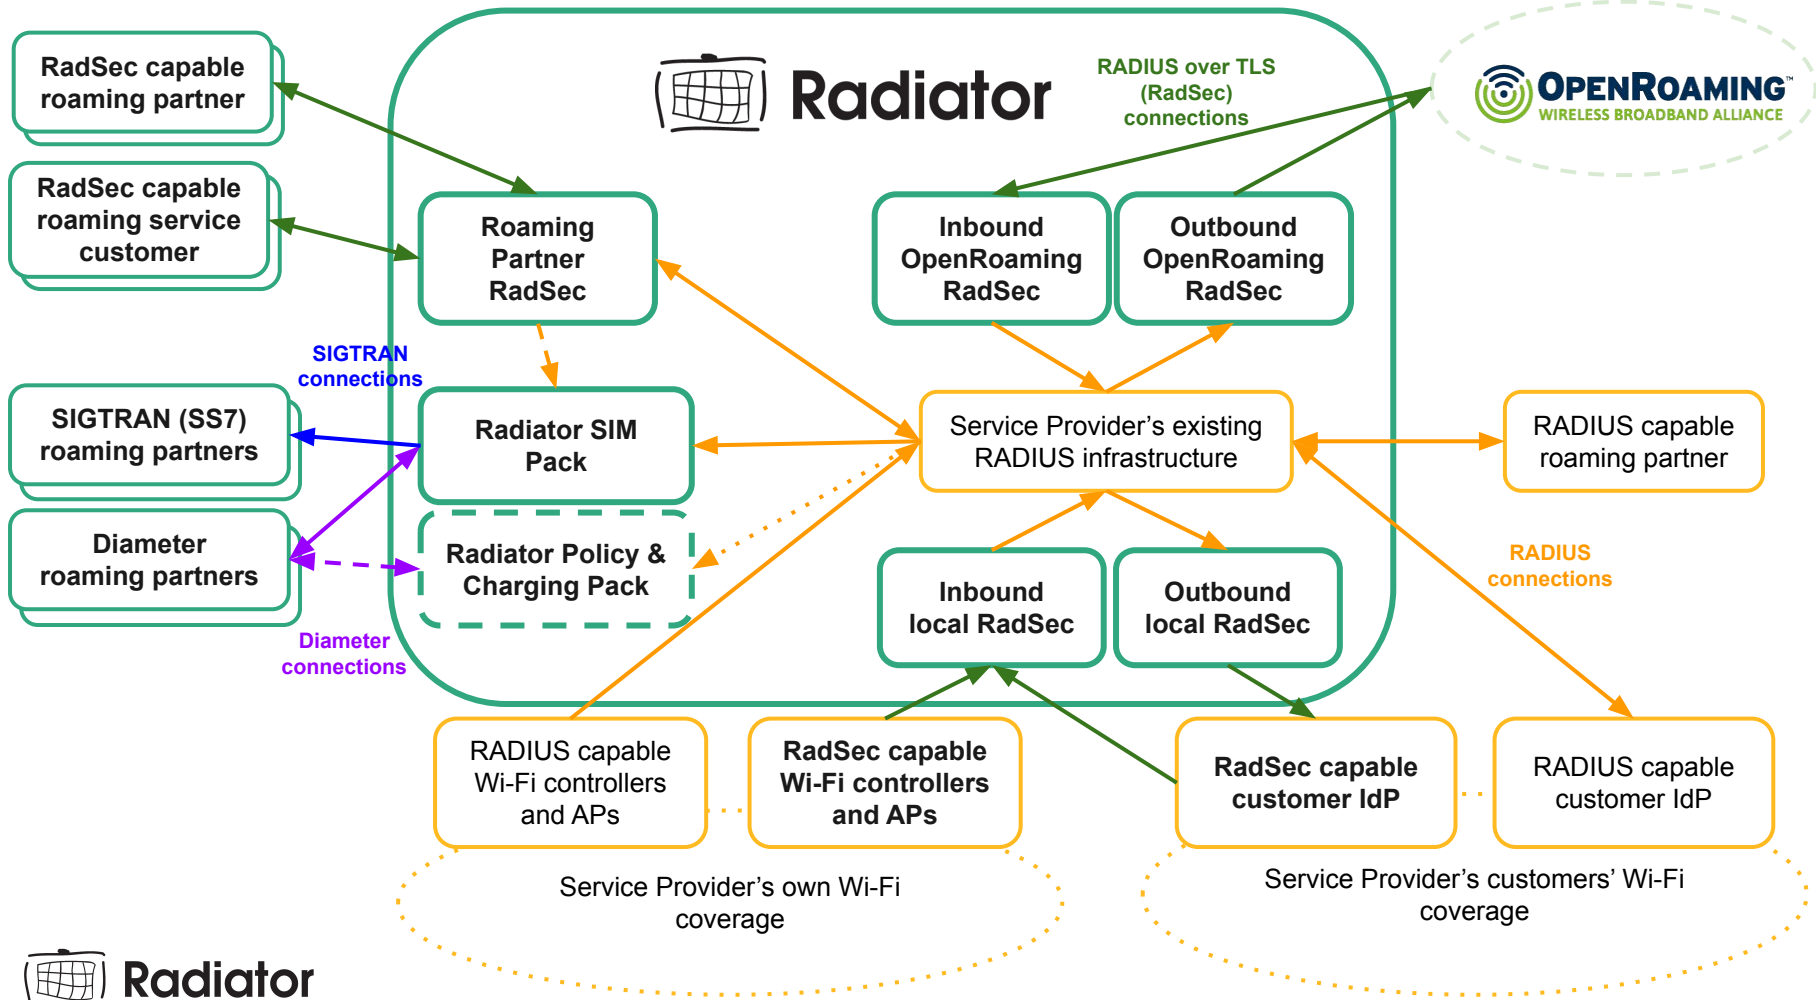 RadSec capable
roaming partner
RadSec capable
roaming service
customer
Radiator
RADIUS over TLS
(RadSec)
connections
OPENROAMING™
WIRELESS BROADBAND ALLIANCE
Roaming
Partner
RadSec
Inbound
OpenRoaming
RadSec
Outbound
OpenRoaming
RadSec
SIGTRAN
connections
SIGTRAN (SS7)
roaming partners
Radiator SIM
Pack
Service Provider’s existing
RADIUS infrastructure
RADIUS capable
roaming partner
Diameter
roaming partners
Radiator Policy &
Charging Pack
Inbound
local RadSec
Outbound
local RadSec
RADIUS
connections
Diameter
connections
RADIUS capable
Wi-Fi controllers
and APs
RadSec capable
Wi-Fi controllers
and APs
RadSec capable
customer IdP
RADIUS capable
customer IdP
Service Provider’s own Wi-Fi
coverage
Service Provider’s customers’ Wi-Fi
coverage
Radiator